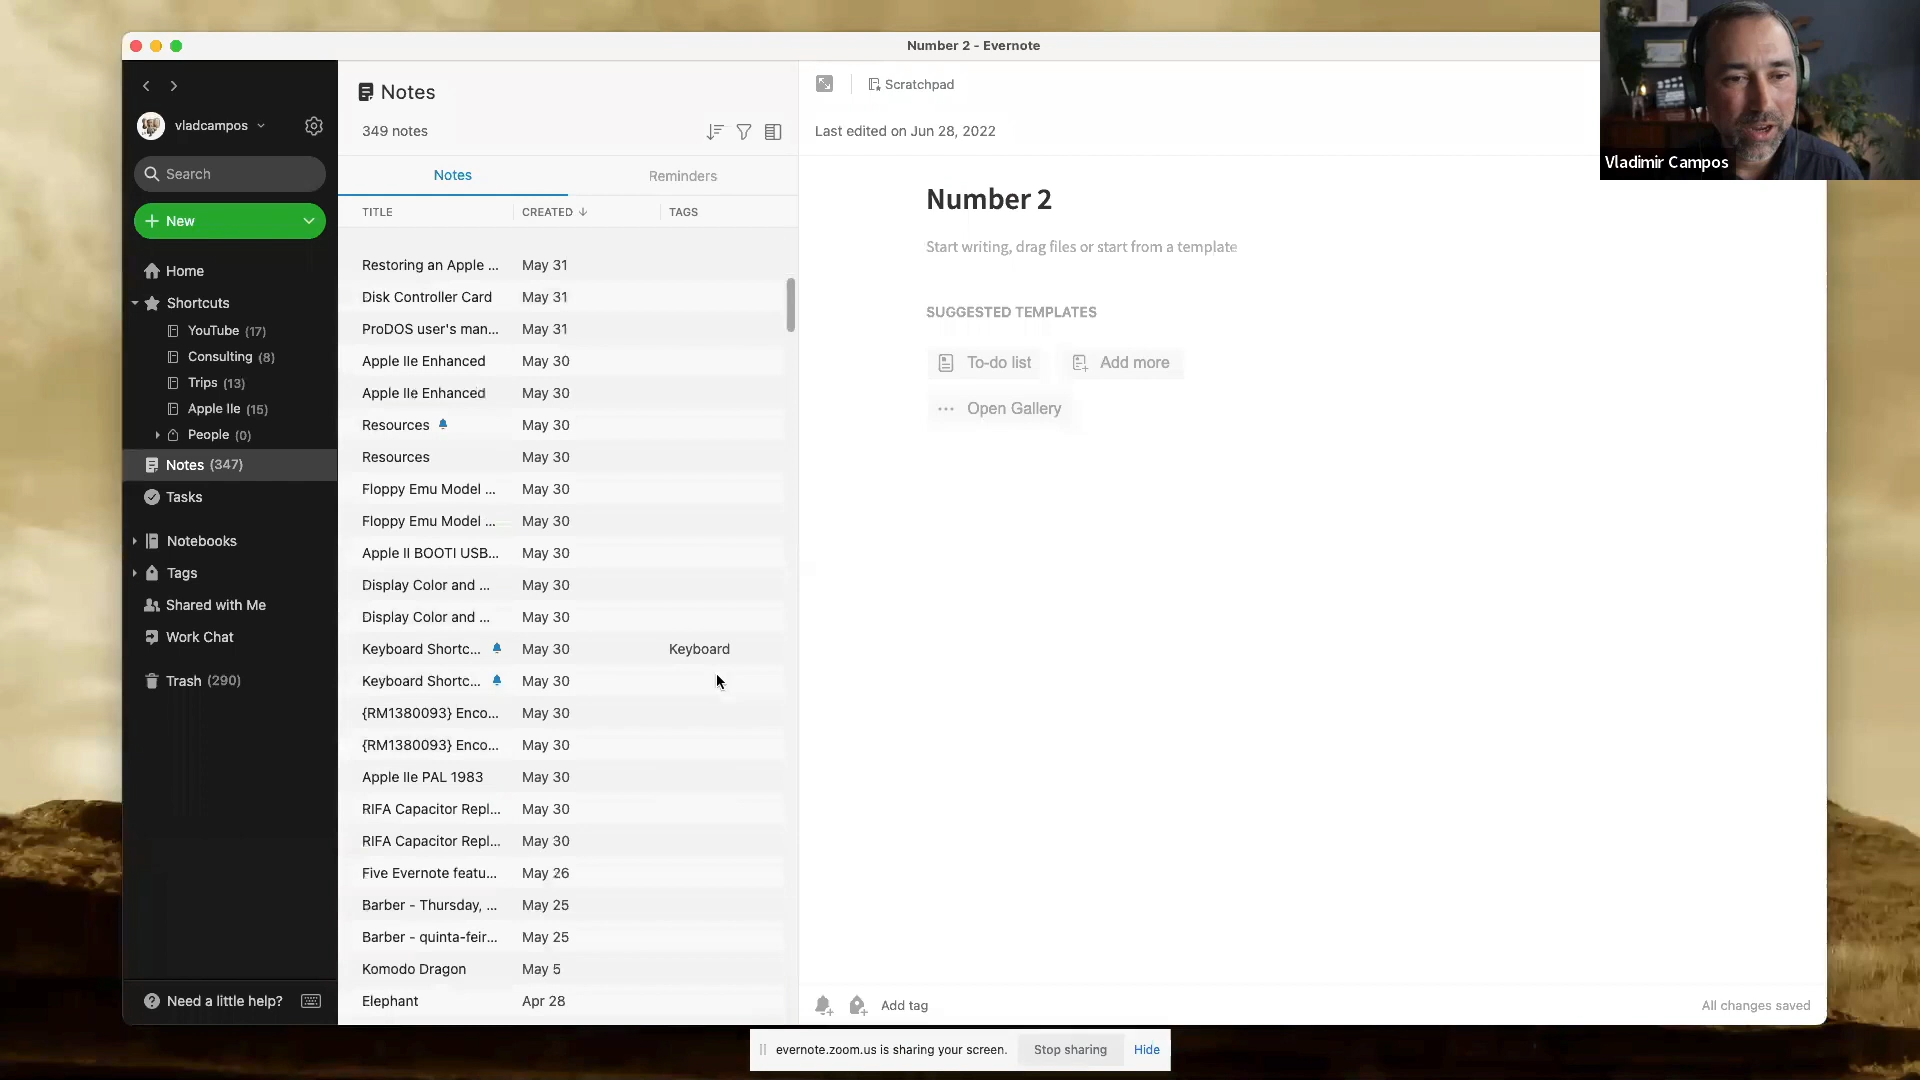 Number 2 - Evernote
vladcampos
Search
New
Home
Shortcuts
YouTube (17)
Consulting (8)
Trips (13)
Apple IIe (15)
People (0)
Notes (347)
Tasks
Notebooks
Tags
Shared with Me
Work Chat
Trash (290)
Need a little help?
Notes
349 notes
Notes Reminders
TITLE CREATED TAGS
Restoring an Apple ... May 31
Disk Controller Card May 31
ProDOS user's man... May 31
Apple IIe Enhanced May 30
Apple IIe Enhanced May 30
Resources May 30
Resources May 30
Floppy Emu Model ... May 30
Floppy Emu Model ... May 30
Apple II BOOTI USB... May 30
Display Color and ... May 30
Display Color and ... May 30
Keyboard Shortc... May 30 Keyboard
Keyboard Shortc... May 30
{RM1380093} Enco... May 30
{RM1380093} Enco... May 30
Apple IIe PAL 1983 May 30
RIFA Capacitor Repl... May 30
RIFA Capacitor Repl... May 30
Five Evernote featu... May 26
Barber - Thursday, ... May 25
Barber - quinta-feir... May 25
Komodo Dragon May 5
Elephant Apr 28
Scratchpad
Last edited on Jun 28, 2022
Number 2
Start writing, drag files or start from a template
SUGGESTED TEMPLATES
To-do list Add more
... Open Gallery
Add tag
All changes saved
Vladimir Campos
evernote.zoom.us is sharing your screen. Stop sharing Hide